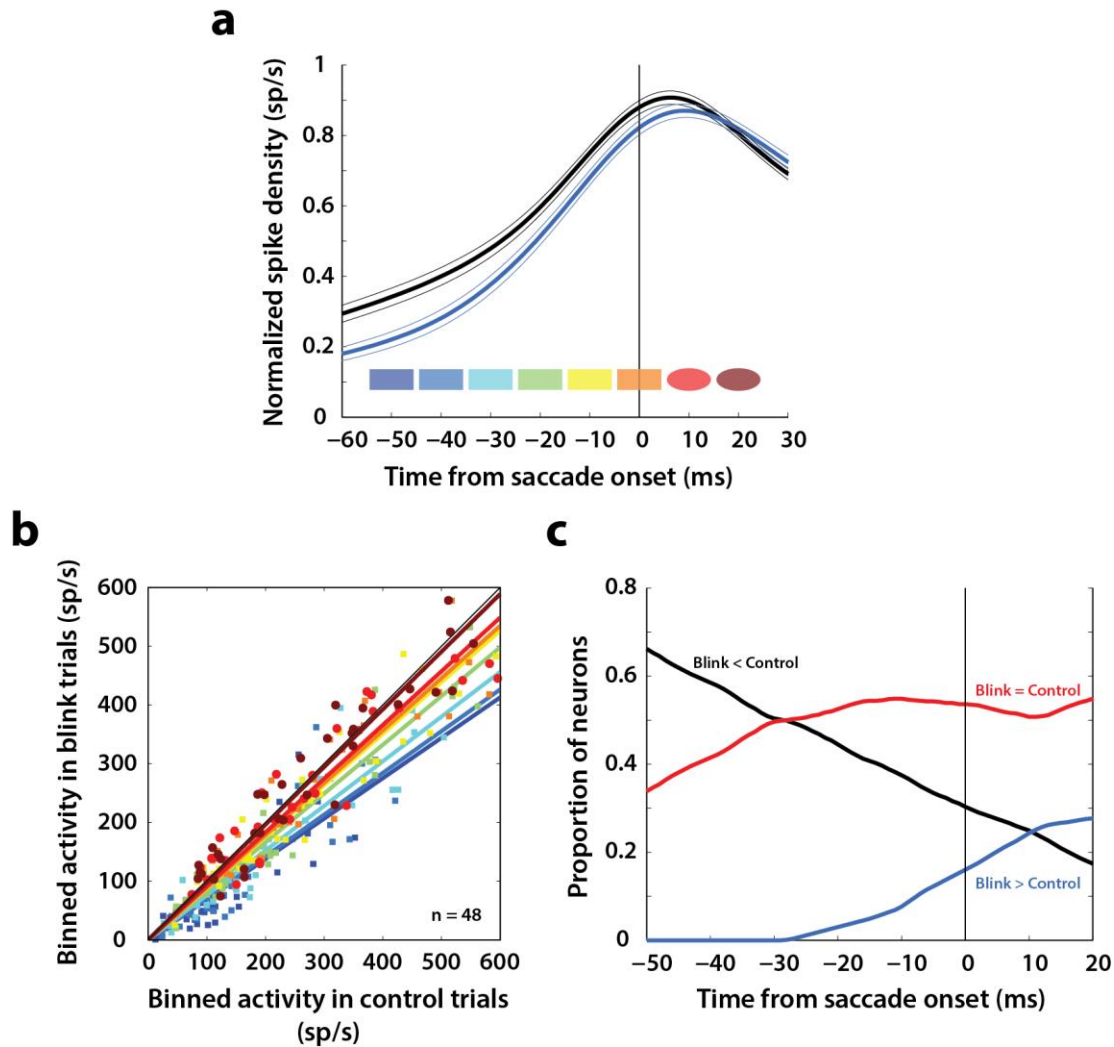 a
Normalized spike density (sp/s)
1
0.8
0.6
0.4
0.2
0
−60 −50 −40 −30 −20 −10 0 10 20 30
Time from saccade onset (ms)
b
Binned activity in blink trials (sp/s)
600
500
400
300
200
100
0
n = 48
0 100 200 300 400 500 600
Binned activity in control trials
(sp/s)
c
Proportion of neurons
0.8
0.6
0.4
0.2
0
Blink < Control
Blink = Control
Blink > Control
−50 −40 −30 −20 −10 0 10 20
Time from saccade onset (ms)